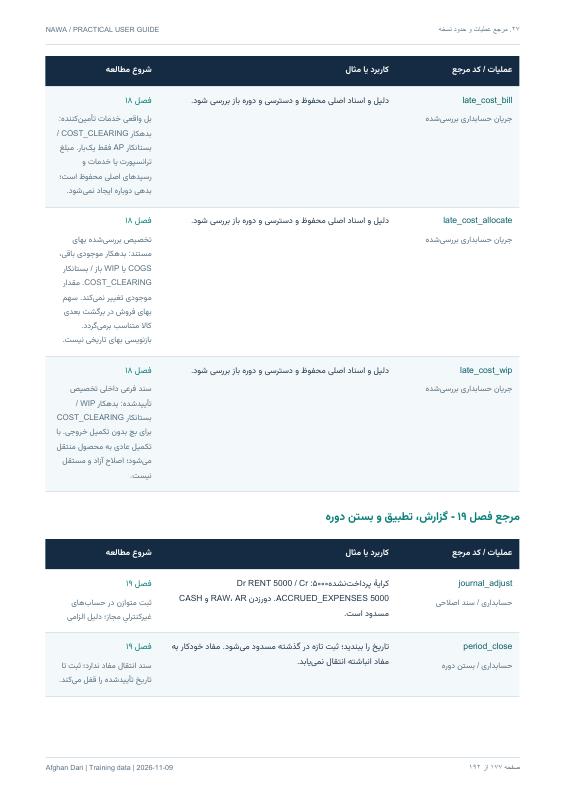 ۲۷. مرجع عملیات و حدود نسخه
NAWA / PRACTICAL USER GUIDE
عملیات / کد مرجع
کاربرد یا مثال
شروع مطالعه
late_cost_bill
جریان حسابداری بررسی‌شده
دلیل و اسناد اصلی محفوظ و دسترسی و دوره باز بررسی شود.
فصل ۱۸
بل واقعی خدمات تأمین‌کننده:
بدهکار COST_CLEARING /
بستانکار AP فقط یک‌بار. مبلغ
ترانسپورت یا خدمات و
رسیدهای اصلی محفوظ است؛
بدهی دوباره ایجاد نمی‌شود.
late_cost_allocate
جریان حسابداری بررسی‌شده
دلیل و اسناد اصلی محفوظ و دسترسی و دوره باز بررسی شود.
فصل ۱۸
تخصیص بررسی‌شده بهای
مستند: بدهکار موجودی باقی،
COGS یا WIP باز / بستانکار
COST_CLEARING. مقدار
موجودی تغییر نمی‌کند. سهم
بهای فروش در برگشت بعدی
کالا متناسب برمی‌گردد.
بازنویسی بهای تاریخی نیست.
late_cost_wip
جریان حسابداری بررسی‌شده
دلیل و اسناد اصلی محفوظ و دسترسی و دوره باز بررسی شود.
فصل ۱۸
سند فرعی داخلی تخصیص
تأییدشده: بدهکار WIP /
بستانکار COST_CLEARING
برای بچ بدون تکمیل خروجی. با
تکمیل عادی به محصول منتقل
می‌شود؛ اصلاح آزاد و مستقل
نیست.
مرجع فصل ۱۹ - گزارش، تطبیق و بستن دوره
عملیات / کد مرجع
کاربرد یا مثال
شروع مطالعه
journal_adjust
حسابداری / سند اصلاحی
کرایهٔ پرداخت‌نشده۵۰۰۰: Dr RENT 5000 / Cr
ACCRUED_EXPENSES 5000. دورزدن RAW، AR و CASH
مسدود است.
فصل ۱۹
ثبت متوازن در حساب‌های
غیرکنترلی مجاز؛ دلیل الزامی
period_close
حسابداری / بستن دوره
تاریخ را ببندید؛ ثبت تازه در گذشته مسدود می‌شود. مفاد خودکار به
مفاد انباشته انتقال نمی‌یابد.
فصل ۱۹
سند انتقال مفاد ندارد؛ ثبت تا
تاریخ تأییدشده را قفل می‌کند.
صفحه ۱۷۷ از ۱۹۲
Afghan Dari | Training data | 2026-11-09